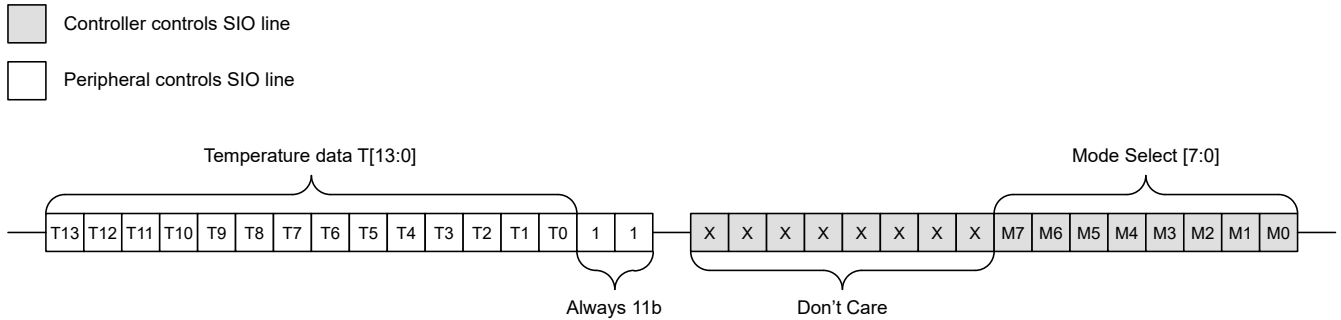 Controller controls SIO line
Peripheral controls SIO line
Temperature data T[13:0]
Mode Select [7:0]
T13 T12 T11 T10 T9 T8 T7 T6 T5 T4 T3 T2 T1 T0 1 1 X X X X X X X X M7 M6 M5 M4 M3 M2 M1 M0
Always 11b
Don't Care